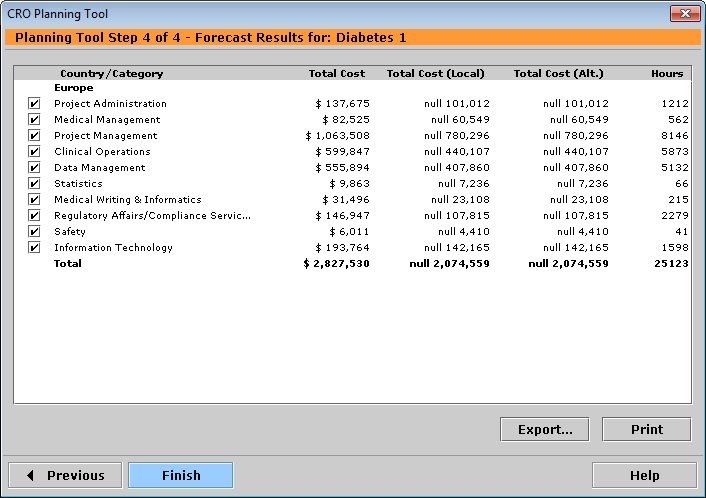 CRO Planning Tool
Planning Tool Step 4 of 4 - Forecast Results for: Diabetes 1
Country/Category Total Cost Total Cost (Local) Total Cost (Alt.) Hours
Europe
Project Administration $ 137,675 null 101,012 null 101,012 1212
Medical Management $ 82,525 null 60,549 null 60,549 562
Project Management $ 1,063,508 null 780,296 null 780,296 8146
Clinical Operations $ 599,847 null 440,107 null 440,107 5873
Data Management $ 555,894 null 407,860 null 407,860 5132
Statistics $ 9,863 null 7,236 null 7,236 66
Medical Writing & Informatics $ 31,496 null 23,108 null 23,108 215
Regulatory Affairs/Compliance Servic... $ 146,947 null 107,815 null 107,815 2279
Safety $ 6,011 null 4,410 null 4,410 41
Information Technology $ 193,764 null 142,165 null 142,165 1598
Total $ 2,827,530 null 2,074,559 null 2,074,559 25123
Export... Print
Previous Finish Help